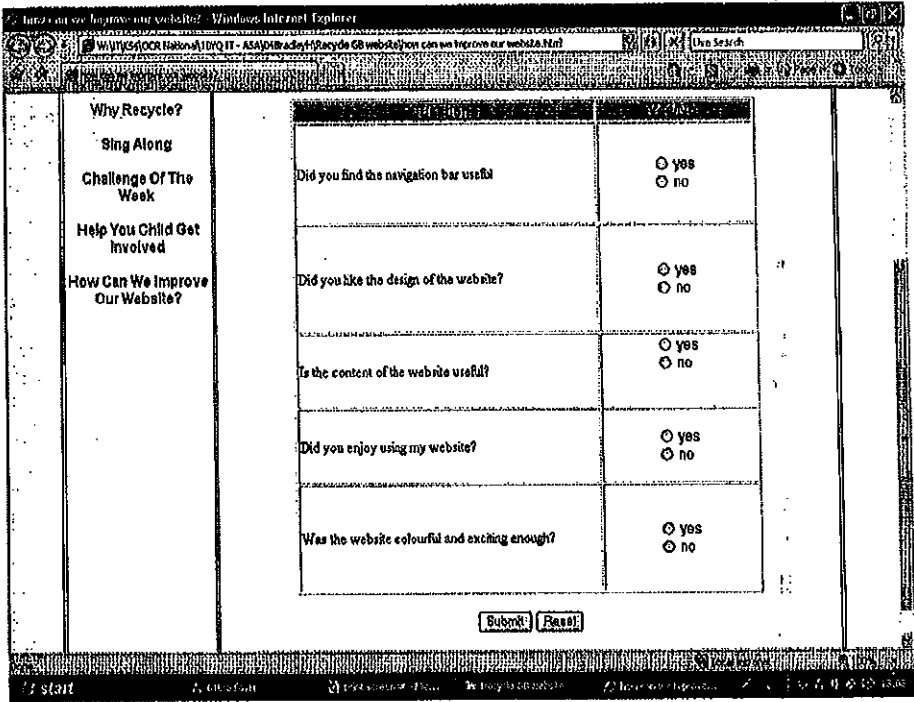 how can we improve our website? - Windows Internet Explorer
Live Search
Why Recycle?
Sing Along
Challenge Of The
Week
Help You Child Get
Involved
How Can We Improve
Our Website?
Did you find the navigation bar useful
yes
no
Did you like the design of the website?
yes
no
Is the content of the website useful?
yes
no
Did you enjoy using my website?
yes
no
Was the website colourful and exciting enough?
yes
no
Submit Reset
start